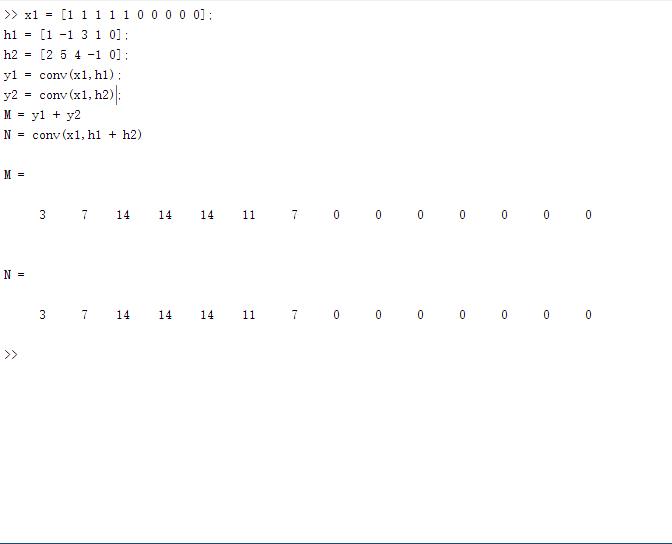 >> x1 = [1 1 1 1 1 0 0 0 0 0];
h1 = [1 -1 3 1 0];
h2 = [2 5 4 -1 0];
y1 = conv(x1,h1);
y2 = conv(x1,h2);
M = y1 + y2
N = conv(x1,h1 + h2)
M =
3 7 14 14 14 11 7 0 0 0 0 0 0 0
N =
3 7 14 14 14 11 7 0 0 0 0 0 0 0
>>